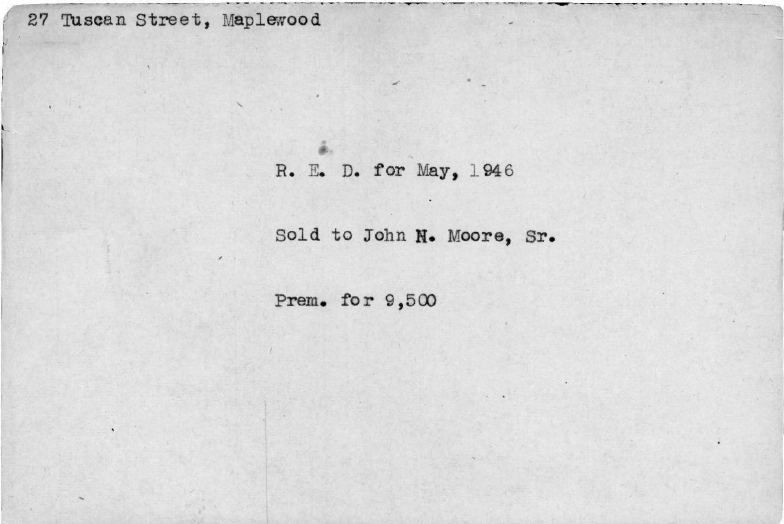 27 Tuscan Street, Maplewood
R. E. D. for May, 1946
Sold to John N. Moore, Sr.
Prem. for 9,500